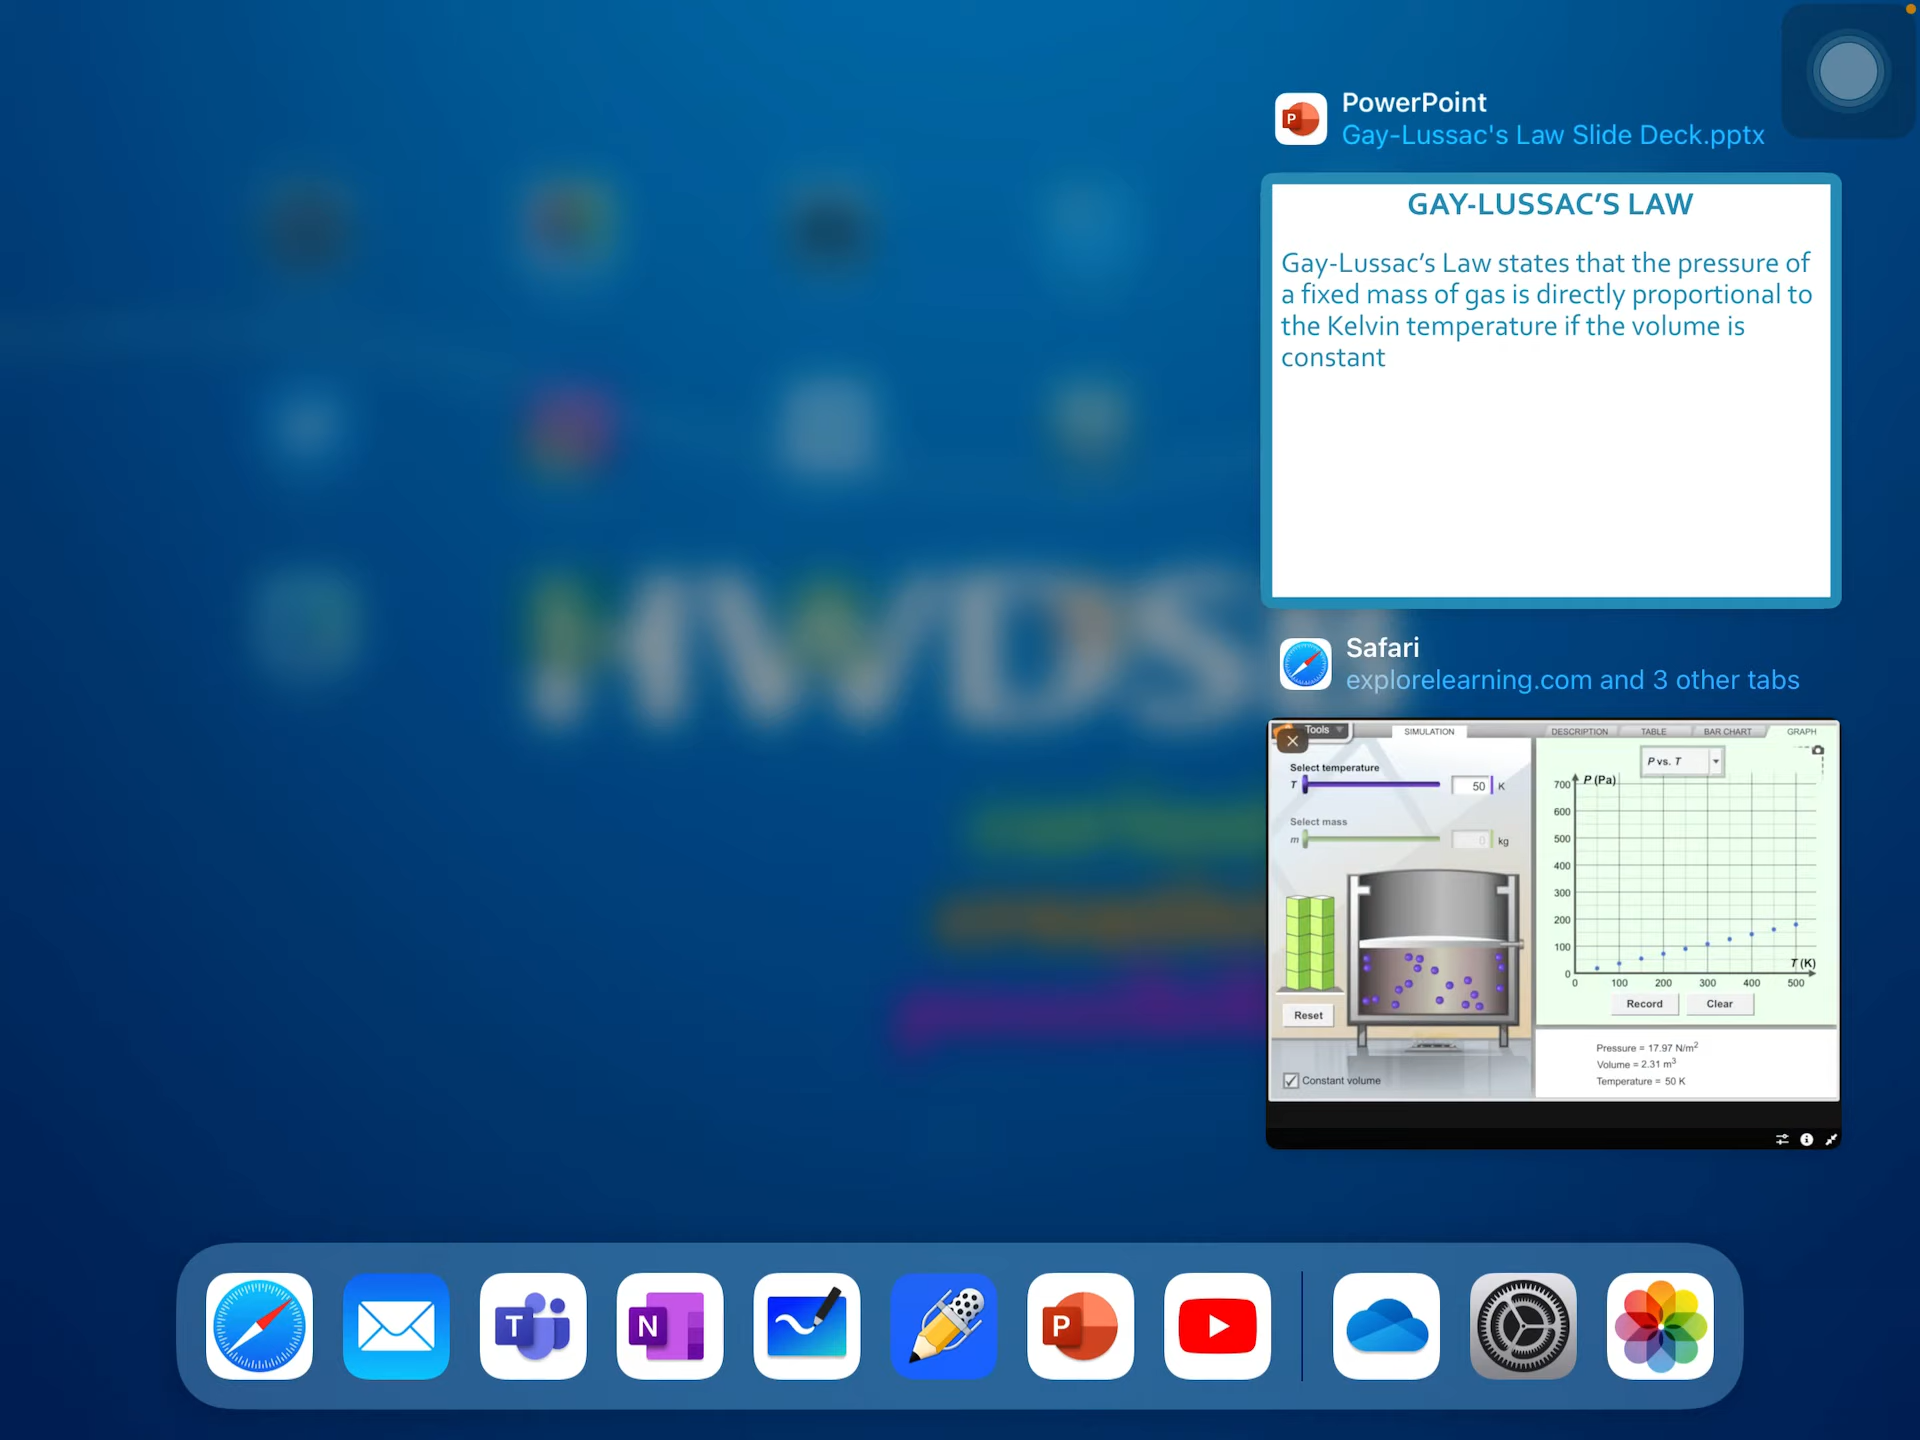 PowerPoint
Gay-Lussac's Law Slide Deck.pptx
GAY-LUSSAC’S LAW
Gay-Lussac’s Law states that the pressure of
a fixed mass of gas is directly proportional to
the Kelvin temperature if the volume is
constant
HWDS
Safari
explorelearning.com and 3 other tabs
Tools
SIMULATION
DESCRIPTION
TABLE
BAR CHART
GRAPH
Select temperature
T
50
K
Select mass
m
0
kg
Reset
Constant volume
P vs. T
P (Pa)
700
600
500
400
300
200
100
0
T (K)
0 100 200 300 400 500
Record
Clear
Pressure = 17.97 N/m²
Volume = 2.31 m³
Temperature = 50 K
T
N
P